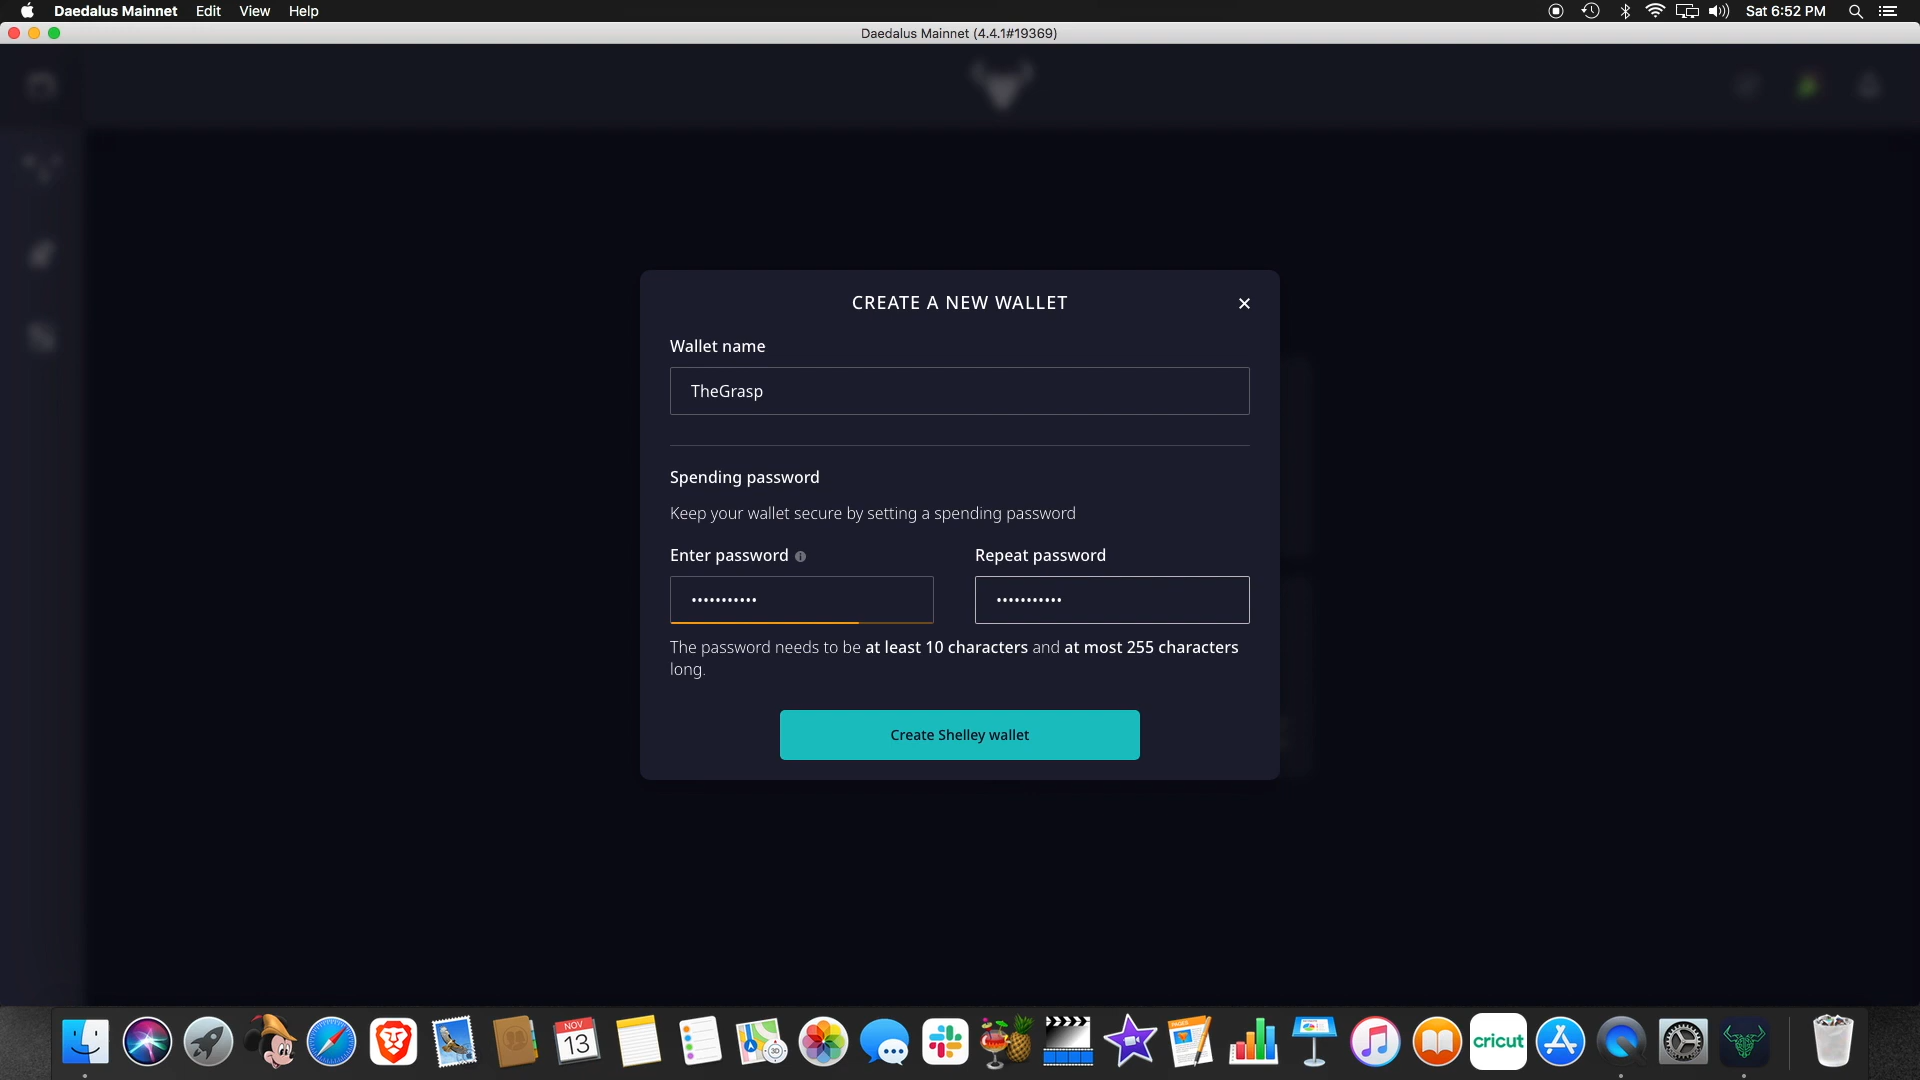 Daedalus Mainnet Edit View Help Sat 6:52 PM
Daedalus Mainnet (4.4.1#19369)
CREATE A NEW WALLET
Wallet name
TheGrasp
Spending password
Keep your wallet secure by setting a spending password
Enter password Repeat password
••••••••••• •••••••••••
The password needs to be at least 10 characters and at most 255 characters
long.
Create Shelley wallet
NOV
13
3D
PAGES
cricut